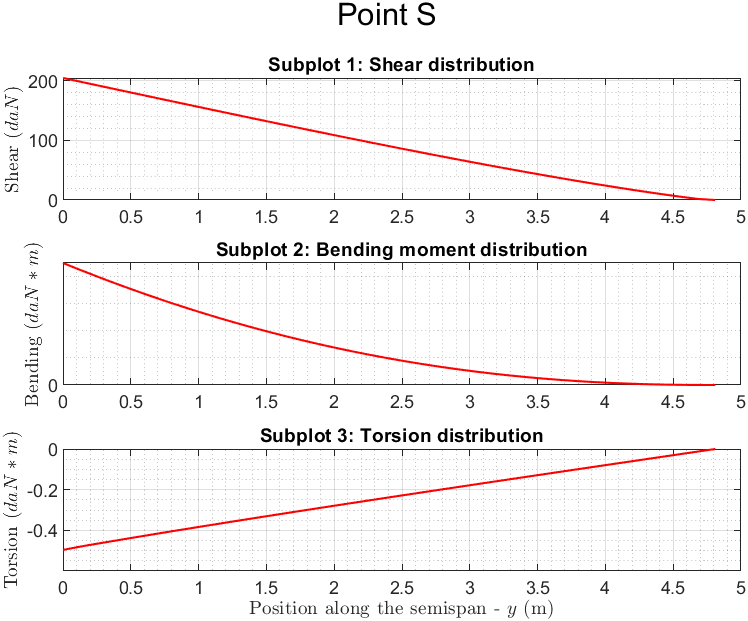 Point S
Subplot 1: Shear distribution
Shear (daN)
200
100
0
0 0.5 1 1.5 2 2.5 3 3.5 4 4.5 5
Subplot 2: Bending moment distribution
Bending (daN * m)
0
0 0.5 1 1.5 2 2.5 3 3.5 4 4.5 5
Subplot 3: Torsion distribution
Torsion (daN * m)
0
-0.2
-0.4
0 0.5 1 1.5 2 2.5 3 3.5 4 4.5 5
Position along the semispan - y (m)